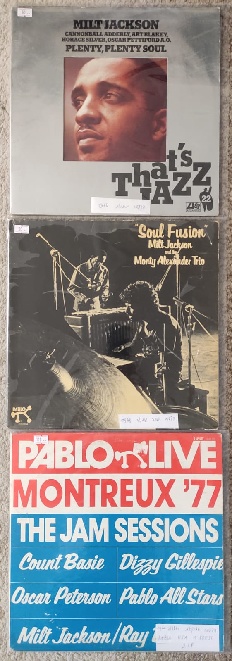 MILT JACKSON
CANNONBALL ADDERLY, ART BLAKEY,
HORACE SILVER, OSCAR PETTIFORD A.O.
PLENTY, PLENTY SOUL
That's
JAZZ
22
"Soul Fusion"
Milt Jackson
and the
Monty Alexander Trio
PABLO
PABLO LIVE
MONTREUX '77
THE JAM SESSIONS
Count Basie Dizzy Gillespie
Oscar Peterson Pablo All Stars
Milt Jackson/Ray